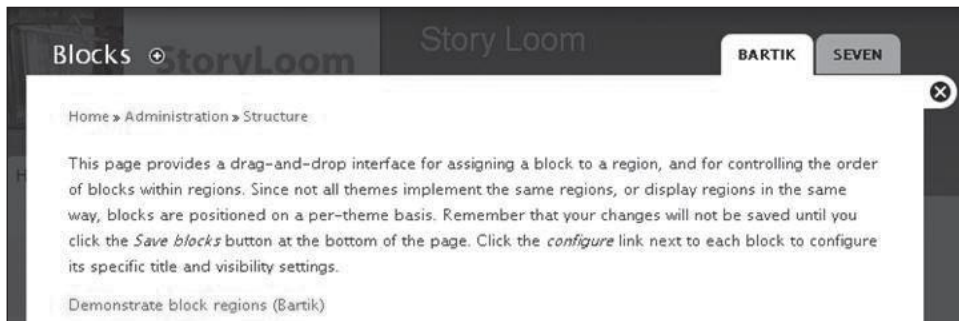 Story Loom
Blocks
StoryLoom
BARTIK
SEVEN
Home » Administration » Structure
This page provides a drag-and-drop interface for assigning a block to a region, and for controlling the order
of blocks within regions. Since not all themes implement the same regions, or display regions in the same
way, blocks are positioned on a per-theme basis. Remember that your changes will not be saved until you
click the Save blocks button at the bottom of the page. Click the configure link next to each block to configure
its specific title and visibility settings.
Demonstrate block regions (Bartik)